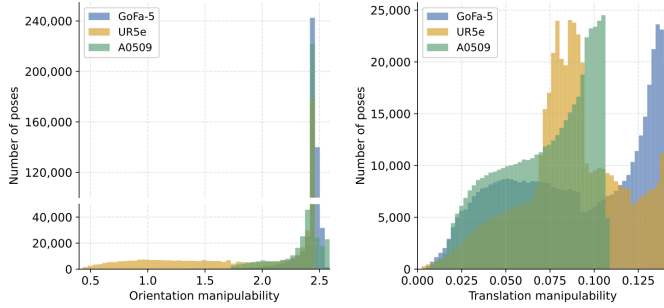 GoFa-5
UR5e
A0509
240,000
200,000
160,000
120,000
40,000
20,000
0
Number of poses
0.5
1.0
1.5
2.0
2.5
Orientation manipulability
GoFa-5
UR5e
A0509
25,000
20,000
15,000
10,000
5,000
0
Number of poses
0.000
0.025
0.050
0.075
0.100
0.125
Translation manipulability